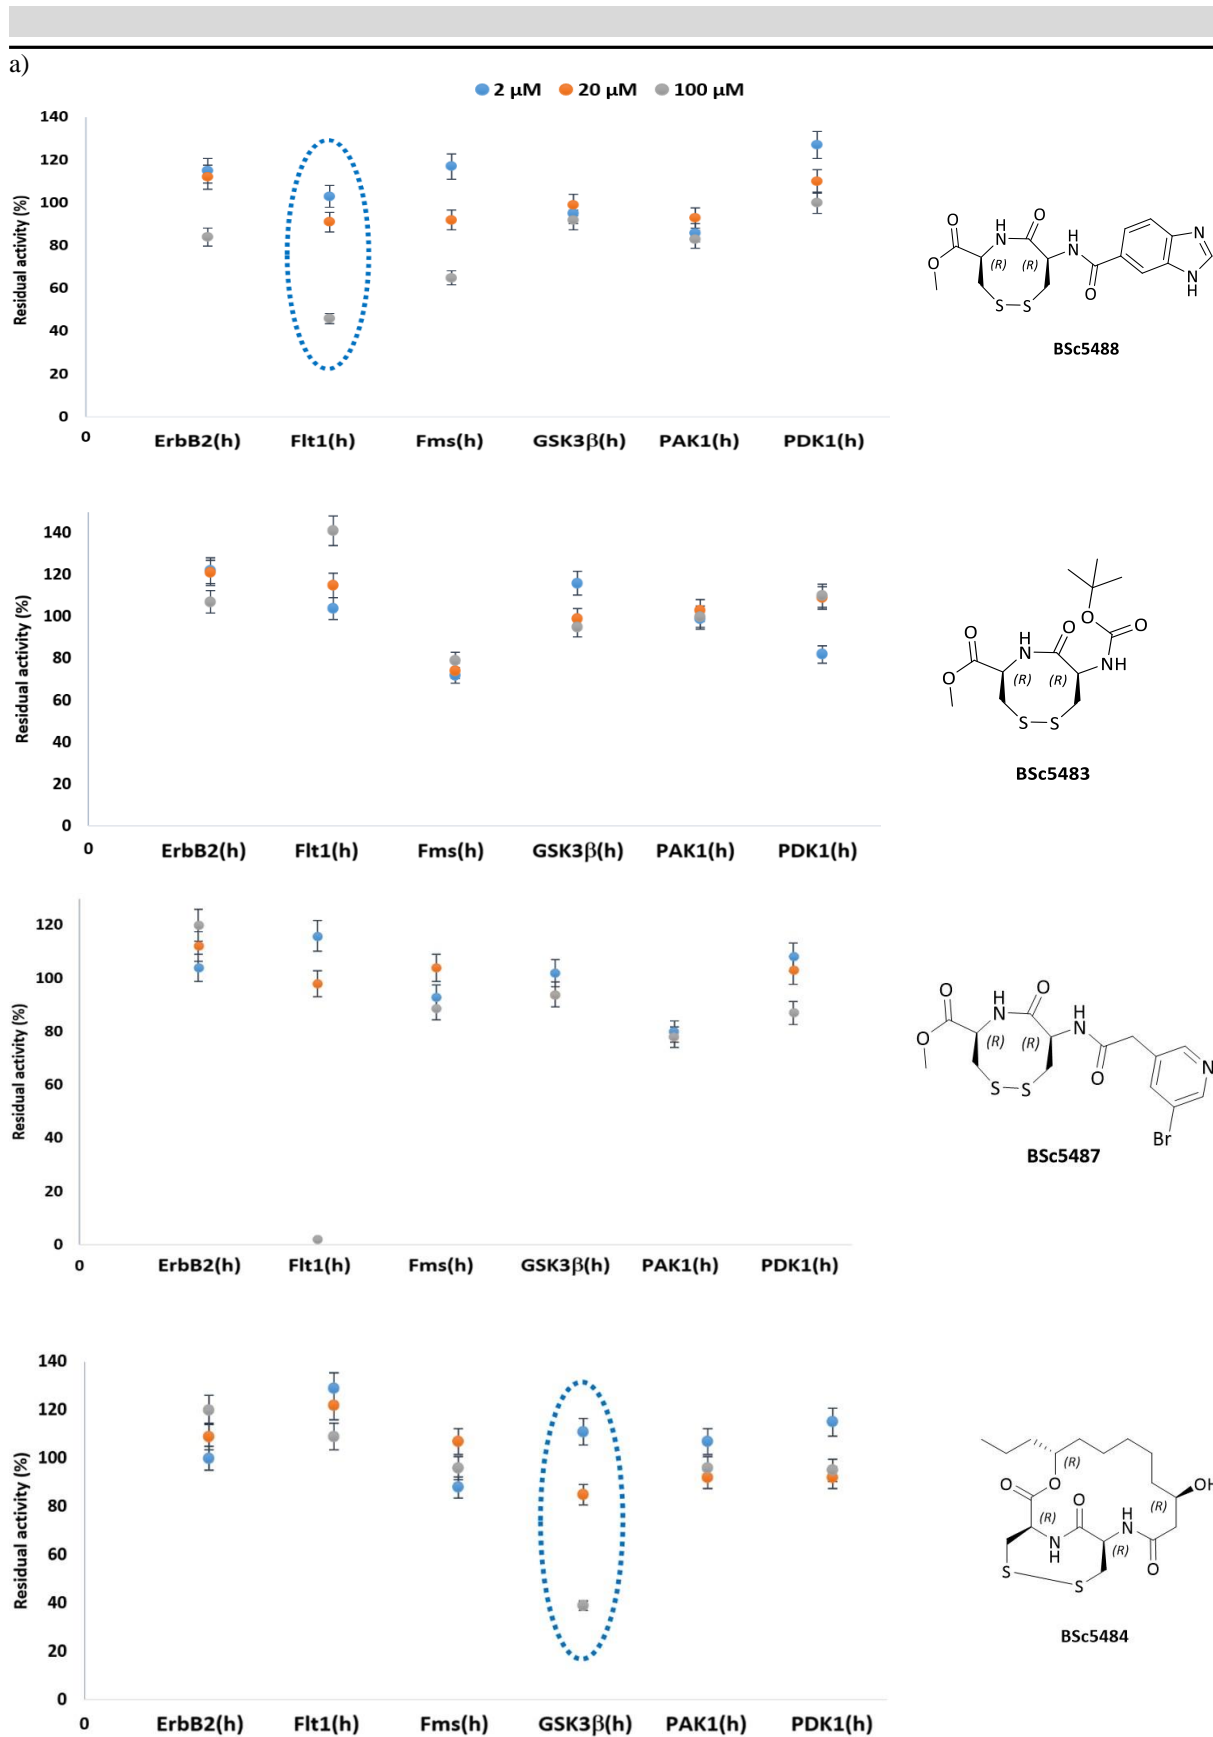 a)
2 µM 20 µM 100 µM
Residual activity (%)
140
120
100
80
60
40
20
0
0 ErbB2(h) Flt1(h) Fms(h) GSK3β(h) PAK1(h) PDK1(h)
O H N O H N O O (R) (R) S S O N N H
BSc5488
Residual activity (%)
140
120
100
80
60
40
20
0
0 ErbB2(h) Flt1(h) Fms(h) GSK3β(h) PAK1(h) PDK1(h)
O O O H N O NH O (R) (R) S S
BSc5483
Residual activity (%)
120
100
80
60
40
20
0
0 ErbB2(h) Flt1(h) Fms(h) GSK3β(h) PAK1(h) PDK1(h)
O H N O H N O (R) (R) S S O N Br
BSc5487
Residual activity (%)
140
120
100
80
60
40
20
0
0 ErbB2(h) Flt1(h) Fms(h) GSK3β(h) PAK1(h) PDK1(h)
(R) O O (R) OH O (R) H N N H (R) O S S
BSc5484